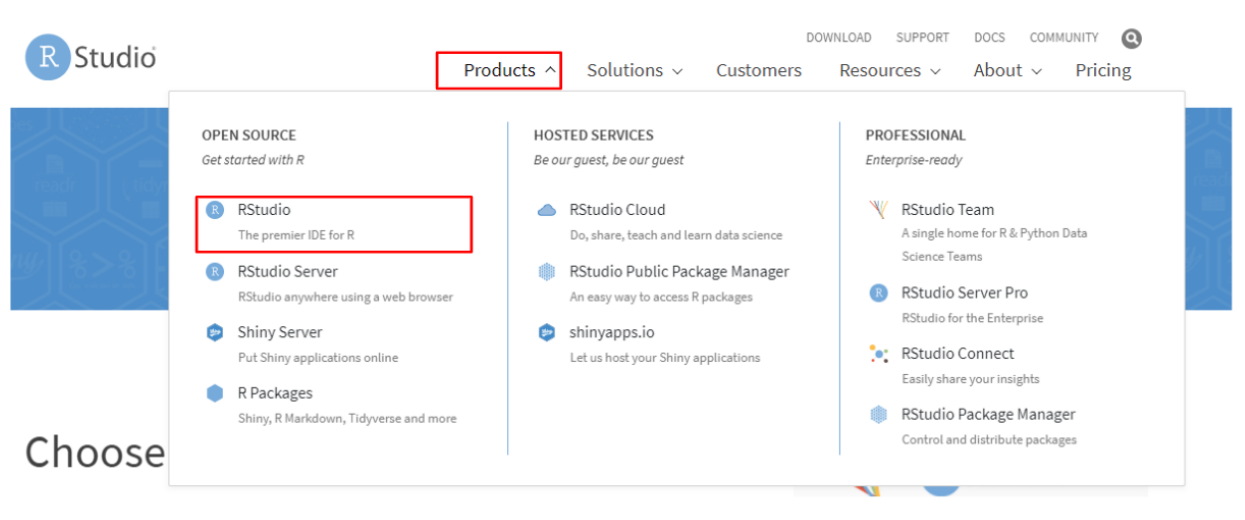 DOWNLOAD SUPPORT DOCS COMMUNITY
R Studio
Products Solutions Customers Resources About Pricing
OPEN SOURCE
Get started with R
R RStudio
The premier IDE for R
R RStudio Server
RStudio anywhere using a web browser
Shiny Server
Put Shiny applications online
R Packages
Shiny, R Markdown, Tidyverse and more
HOSTED SERVICES
Be our guest, be our guest
RStudio Cloud
Do, share, teach and learn data science
RStudio Public Package Manager
An easy way to access R packages
shinyapps.io
Let us host your Shiny applications
PROFESSIONAL
Enterprise-ready
RStudio Team
A single home for R & Python Data
Science Teams
R RStudio Server Pro
RStudio for the Enterprise
RStudio Connect
Easily share your insights
RStudio Package Manager
Control and distribute packages
readr
tidy
%>%
Choose